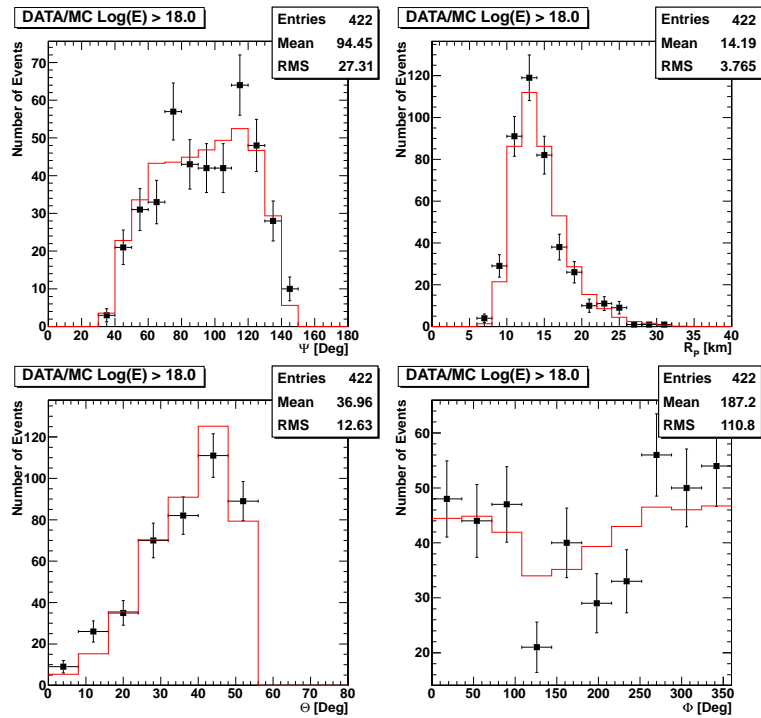 DATA/MC Log(E) > 18.0
Entries 422
Mean 94.45
RMS 27.31
Number of Events
70
60
50
40
30
20
10
0
0 20 40 60 80 100 120 140 160 180
Ψ [Deg]
DATA/MC Log(E) > 18.0
Entries 422
Mean 14.19
RMS 3.765
Number of Events
120
100
80
60
40
20
0
0 5 10 15 20 25 30 35 40
R_P [km]
DATA/MC Log(E) > 18.0
Entries 422
Mean 36.96
RMS 12.63
Number of Events
120
100
80
60
40
20
0
0 10 20 30 40 50 60 70 80
Θ [Deg]
DATA/MC Log(E) > 18.0
Entries 422
Mean 187.2
RMS 110.8
Number of Events
60
50
40
30
20
0 50 100 150 200 250 300 350
Φ [Deg]